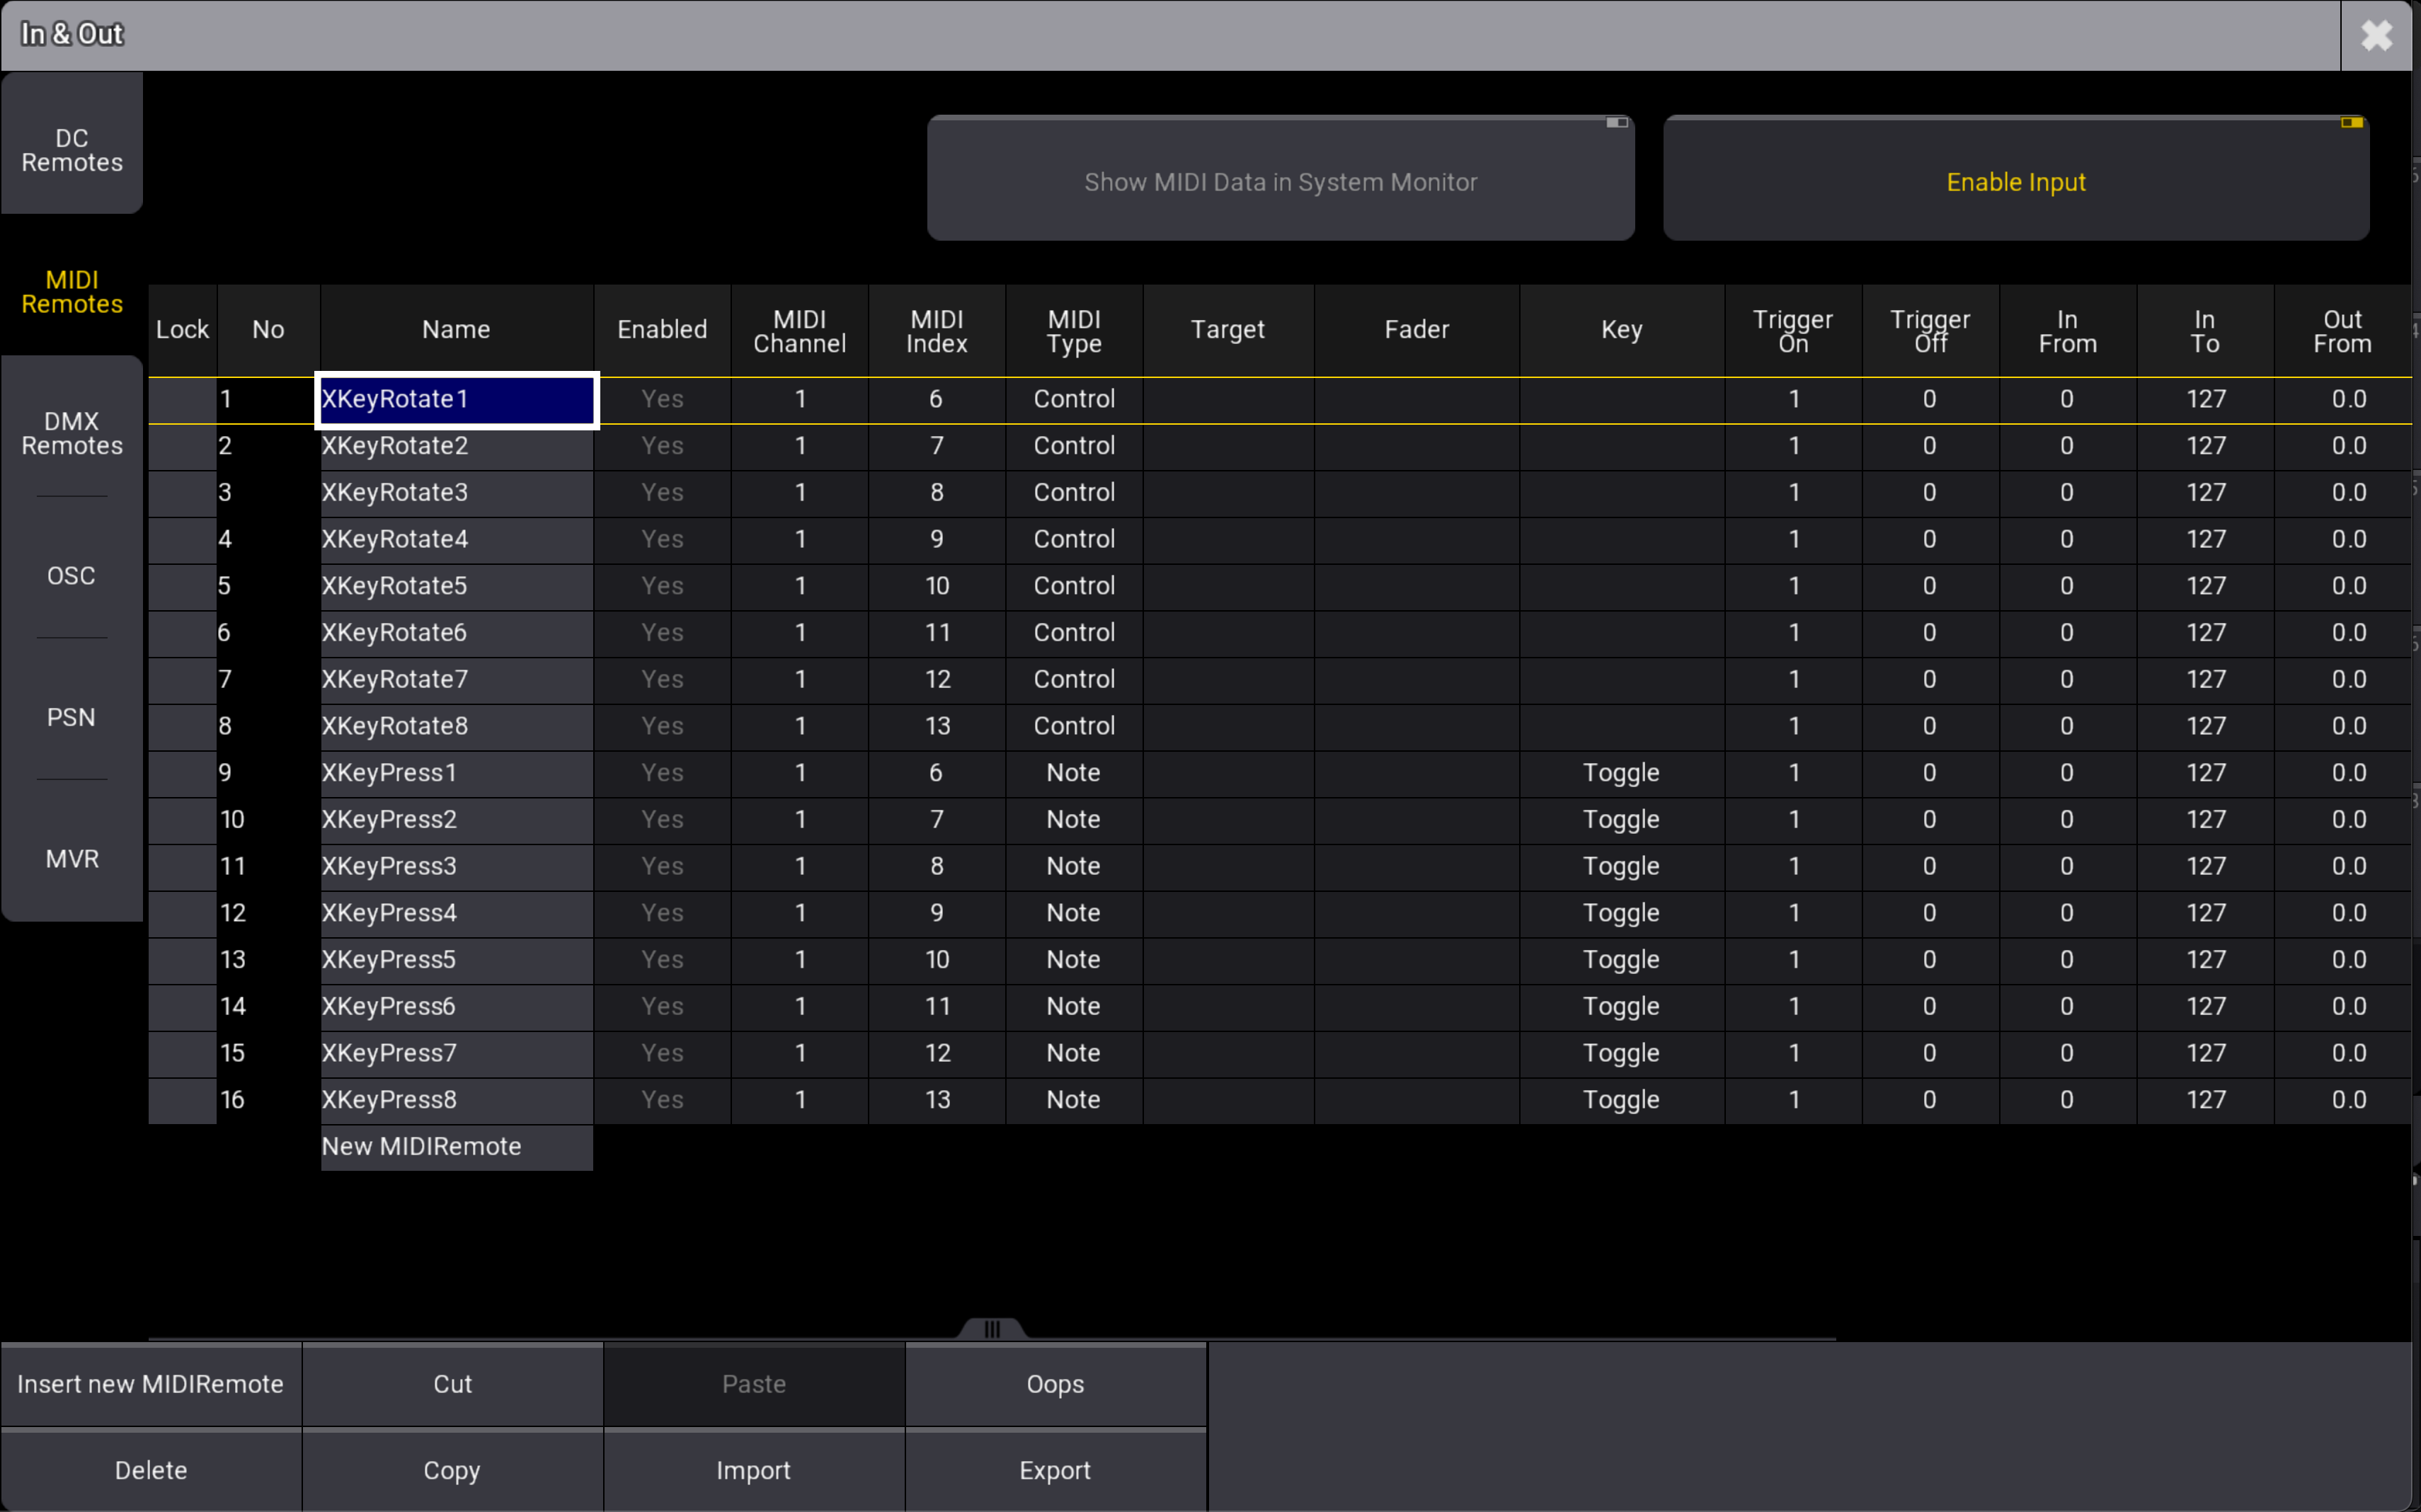 In & Out
DC
Remotes
MIDI
Remotes
DMX
Remotes
OSC
PSN
MVR
Show MIDI Data in System Monitor
Enable Input
Lock No Name Enabled MIDI Channel MIDI Index MIDI Type Target Fader Key Trigger On Trigger Off In From In To Out From
1 XKeyRotate1 Yes 1 6 Control 1 0 0 127 0.0
2 XKeyRotate2 Yes 1 7 Control 1 0 0 127 0.0
3 XKeyRotate3 Yes 1 8 Control 1 0 0 127 0.0
4 XKeyRotate4 Yes 1 9 Control 1 0 0 127 0.0
5 XKeyRotate5 Yes 1 10 Control 1 0 0 127 0.0
6 XKeyRotate6 Yes 1 11 Control 1 0 0 127 0.0
7 XKeyRotate7 Yes 1 12 Control 1 0 0 127 0.0
8 XKeyRotate8 Yes 1 13 Control 1 0 0 127 0.0
9 XKeyPress1 Yes 1 6 Note Toggle 1 0 0 127 0.0
10 XKeyPress2 Yes 1 7 Note Toggle 1 0 0 127 0.0
11 XKeyPress3 Yes 1 8 Note Toggle 1 0 0 127 0.0
12 XKeyPress4 Yes 1 9 Note Toggle 1 0 0 127 0.0
13 XKeyPress5 Yes 1 10 Note Toggle 1 0 0 127 0.0
14 XKeyPress6 Yes 1 11 Note Toggle 1 0 0 127 0.0
15 XKeyPress7 Yes 1 12 Note Toggle 1 0 0 127 0.0
16 XKeyPress8 Yes 1 13 Note Toggle 1 0 0 127 0.0
New MIDIRemote
Insert new MIDIRemote Cut Paste Oops
Delete Copy Import Export